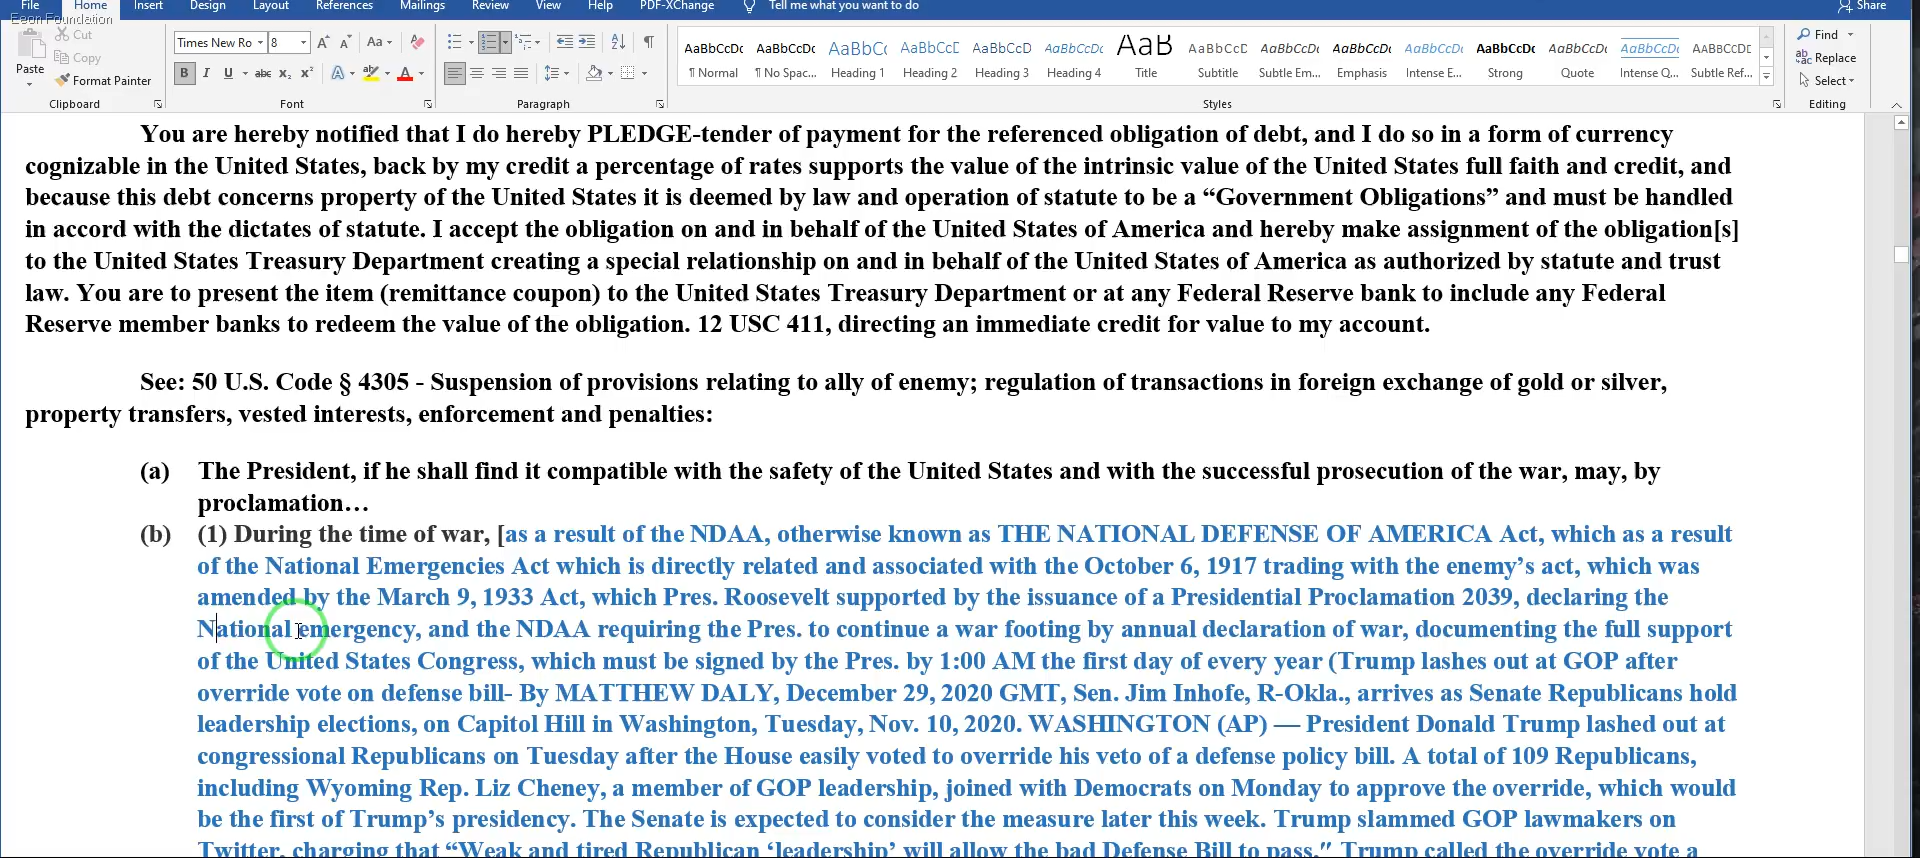 File Home Insert Design Layout References Mailings Review View Help PDF-XChange Tell me what you want to do Share
Eeon Foundation
Cut
Copy
Paste Format Painter
Times New Ro 8
Clipboard Font Paragraph Styles Editing
AaBbCcDc AaBbCcDc AaBbCc AaBbCcE AaBbCcD AaBbCcDc AaB AaBbCcD AaBbCcDc AaBbCcDc AaBbCcDc AaBbCcDc AaBbCcDc AaBbCcDc AABBCCDE
¶ Normal ¶ No Spac... Heading 1 Heading 2 Heading 3 Heading 4 Title Subtitle Subtle Em... Emphasis Intense E... Strong Quote Intense Q... Subtle Ref...
Find
Replace
Select
You are hereby notified that I do hereby PLEDGE-tender of payment for the referenced obligation of debt, and I do so in a form of currency
cognizable in the United States, back by my credit a percentage of rates supports the value of the intrinsic value of the United States full faith and credit, and
because this debt concerns property of the United States it is deemed by law and operation of statute to be a “Government Obligations” and must be handled
in accord with the dictates of statute. I accept the obligation on and in behalf of the United States of America and hereby make assignment of the obligation[s]
to the United States Treasury Department creating a special relationship on and in behalf of the United States of America as authorized by statute and trust
law. You are to present the item (remittance coupon) to the United States Treasury Department or at any Federal Reserve bank to include any Federal
Reserve member banks to redeem the value of the obligation. 12 USC 411, directing an immediate credit for value to my account.
See: 50 U.S. Code § 4305 - Suspension of provisions relating to ally of enemy; regulation of transactions in foreign exchange of gold or silver,
property transfers, vested interests, enforcement and penalties:
(a) The President, if he shall find it compatible with the safety of the United States and with the successful prosecution of the war, may, by
proclamation…
(b) (1) During the time of war, [as a result of the NDAA, otherwise known as THE NATIONAL DEFENSE OF AMERICA Act, which as a result
of the National Emergencies Act which is directly related and associated with the October 6, 1917 trading with the enemy’s act, which was
amended by the March 9, 1933 Act, which Pres. Roosevelt supported by the issuance of a Presidential Proclamation 2039, declaring the
National emergency, and the NDAA requiring the Pres. to continue a war footing by annual declaration of war, documenting the full support
of the United States Congress, which must be signed by the Pres. by 1:00 AM the first day of every year (Trump lashes out at GOP after
override vote on defense bill- By MATTHEW DALY, December 29, 2020 GMT, Sen. Jim Inhofe, R-Okla., arrives as Senate Republicans hold
leadership elections, on Capitol Hill in Washington, Tuesday, Nov. 10, 2020. WASHINGTON (AP) — President Donald Trump lashed out at
congressional Republicans on Tuesday after the House easily voted to override his veto of a defense policy bill. A total of 109 Republicans,
including Wyoming Rep. Liz Cheney, a member of GOP leadership, joined with Democrats on Monday to approve the override, which would
be the first of Trump’s presidency. The Senate is expected to consider the measure later this week. Trump slammed GOP lawmakers on
Twitter, charging that “Weak and tired Republican ‘leadership’ will allow the bad Defense Bill to pass.” Trump called the override vote a